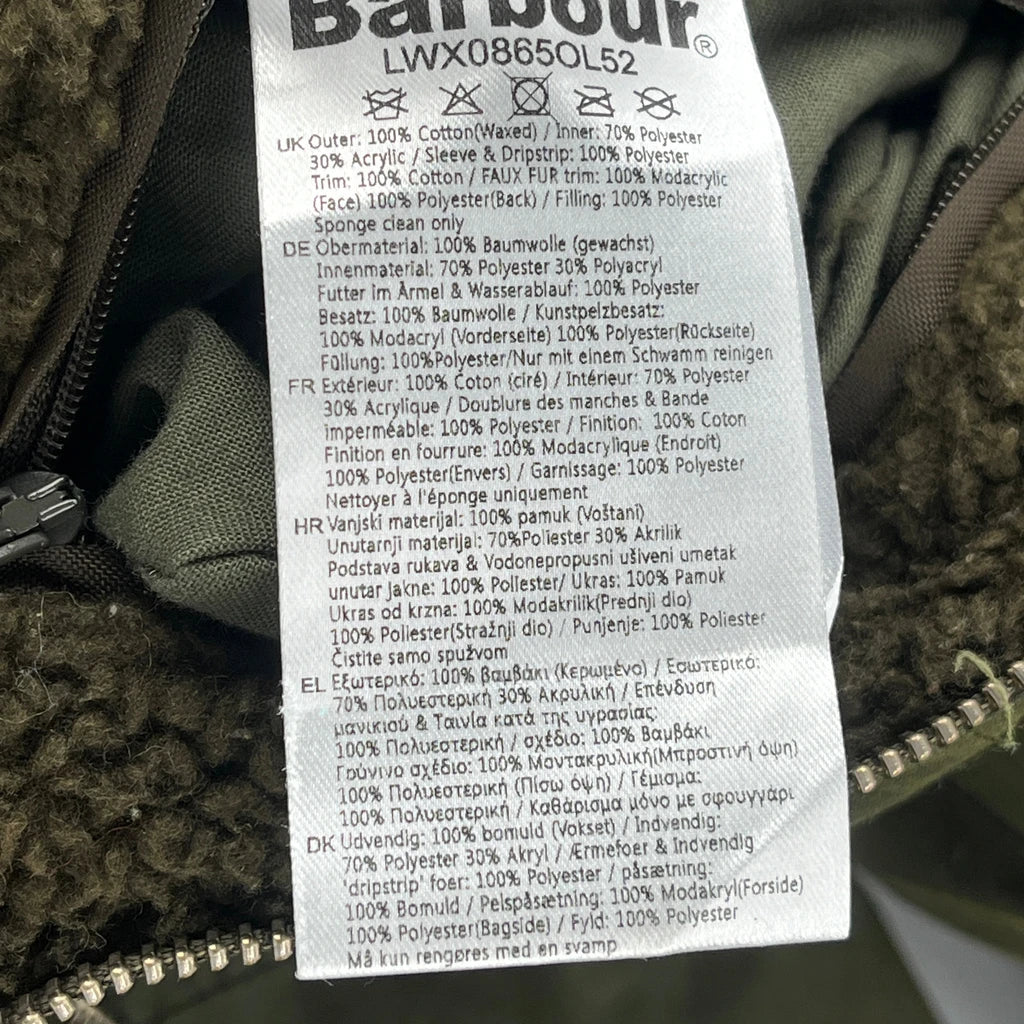 Barbour®
LWX0865OL52
UK Outer: 100% Cotton(Waxed) / Inner: 70% Polyester
30% Acrylic / Sleeve & Dripstrip: 100% Polyester
Trim: 100% Cotton / FAUX FUR trim: 100% Modacrylic
(Face) 100% Polyester(Back) / Filling: 100% Polyester
Sponge clean only
DE Obermaterial: 100% Baumwolle (gewachst)
Innenmaterial: 70% Polyester 30% Polyacryl
Futter im Årmel & Wasserablauf: 100% Polyester
Besatz: 100% Baumwolle / Kunstpelzbesatz:
100% Modacryl (Vorderseite) 100% Polyester(Rückseite)
Füllung: 100%Polyester/Nur mit einem Schwamm reinigen
FR Extérieur: 100% Coton (ciré) / Intérieur: 70% Polyester
30% Acrylique / Doublure des manches & Bande
imperméable: 100% Polyester / Finition: 100% Coton
Finition en fourrure: 100% Modacrylique (Endroit)
100% Polyester(Envers) / Garnissage: 100% Polyester
Nettoyer à l'éponge uniquement
HR Vanjski materijal: 100% pamuk (Voštani)
Unutarnji materijal: 70%Poliester 30% Akrilik
Podstava rukava & Vodonepropusni ušiveni umetak
unutar jakne: 100% Poliester/ Ukras: 100% Pamuk
Ukras od krzna: 100% Modakrilik(Prednji dio)
100% Poliester(Stražnji dio) / Punjenje: 100% Poliester
Čistite samo spužvom
EL Εξωτερικό: 100% Βαμβάκι (Κερωμένο) / Εσωτερικό:
70% Πολυεστερική 30% Ακρυλική / Επένδυση
μανικιού & Ταινία κατά της υγρασίας:
100% Πολυεστερική / σχέδιο: 100% Βαμβάκι
Γούνινο σχέδιο: 100% Μοντακρυλική(Μπροστινή όψη)
100% Πολυεστερική (Πίσω όψη) / Γέμισμα:
100% Πολυεστερική / Καθάρισμα μόνο με σφουγγάρι
DK Udvendig: 100% bomuld (Vokset) / Indvendig:
70% Polyester 30% Akryl / Ærmefoer & Indvendig
'dripstrip' foer: 100% Polyester / påsætning:
100% Bomuld / Pelspåsætning: 100% Modakryl(Forside)
100% Polyester(Bagside) / Fyld: 100% Polyester
Må kun rengøres med en svamp